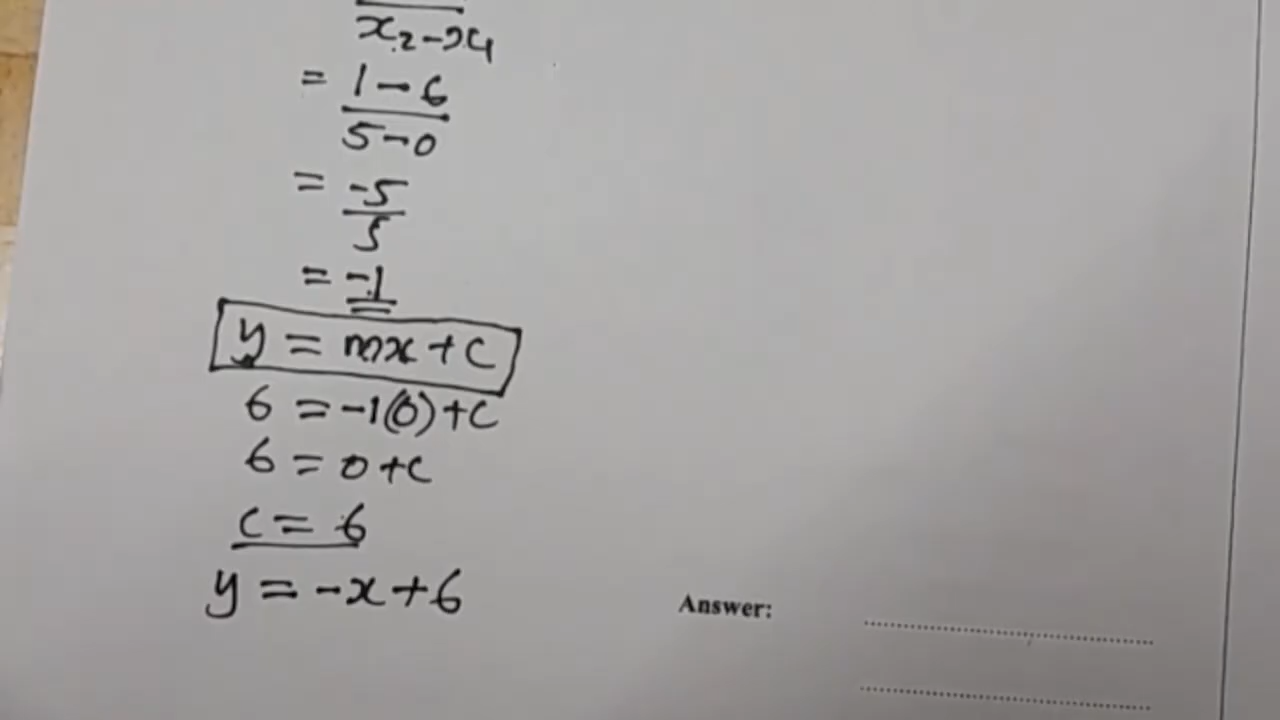 x₂-x₁
= 1-6
5-0
= -5
5
= -1
y = mx+c
6 = -1(0)+c
6 = 0+c
c = 6
y = -x+6
Answer: ........................................
........................................